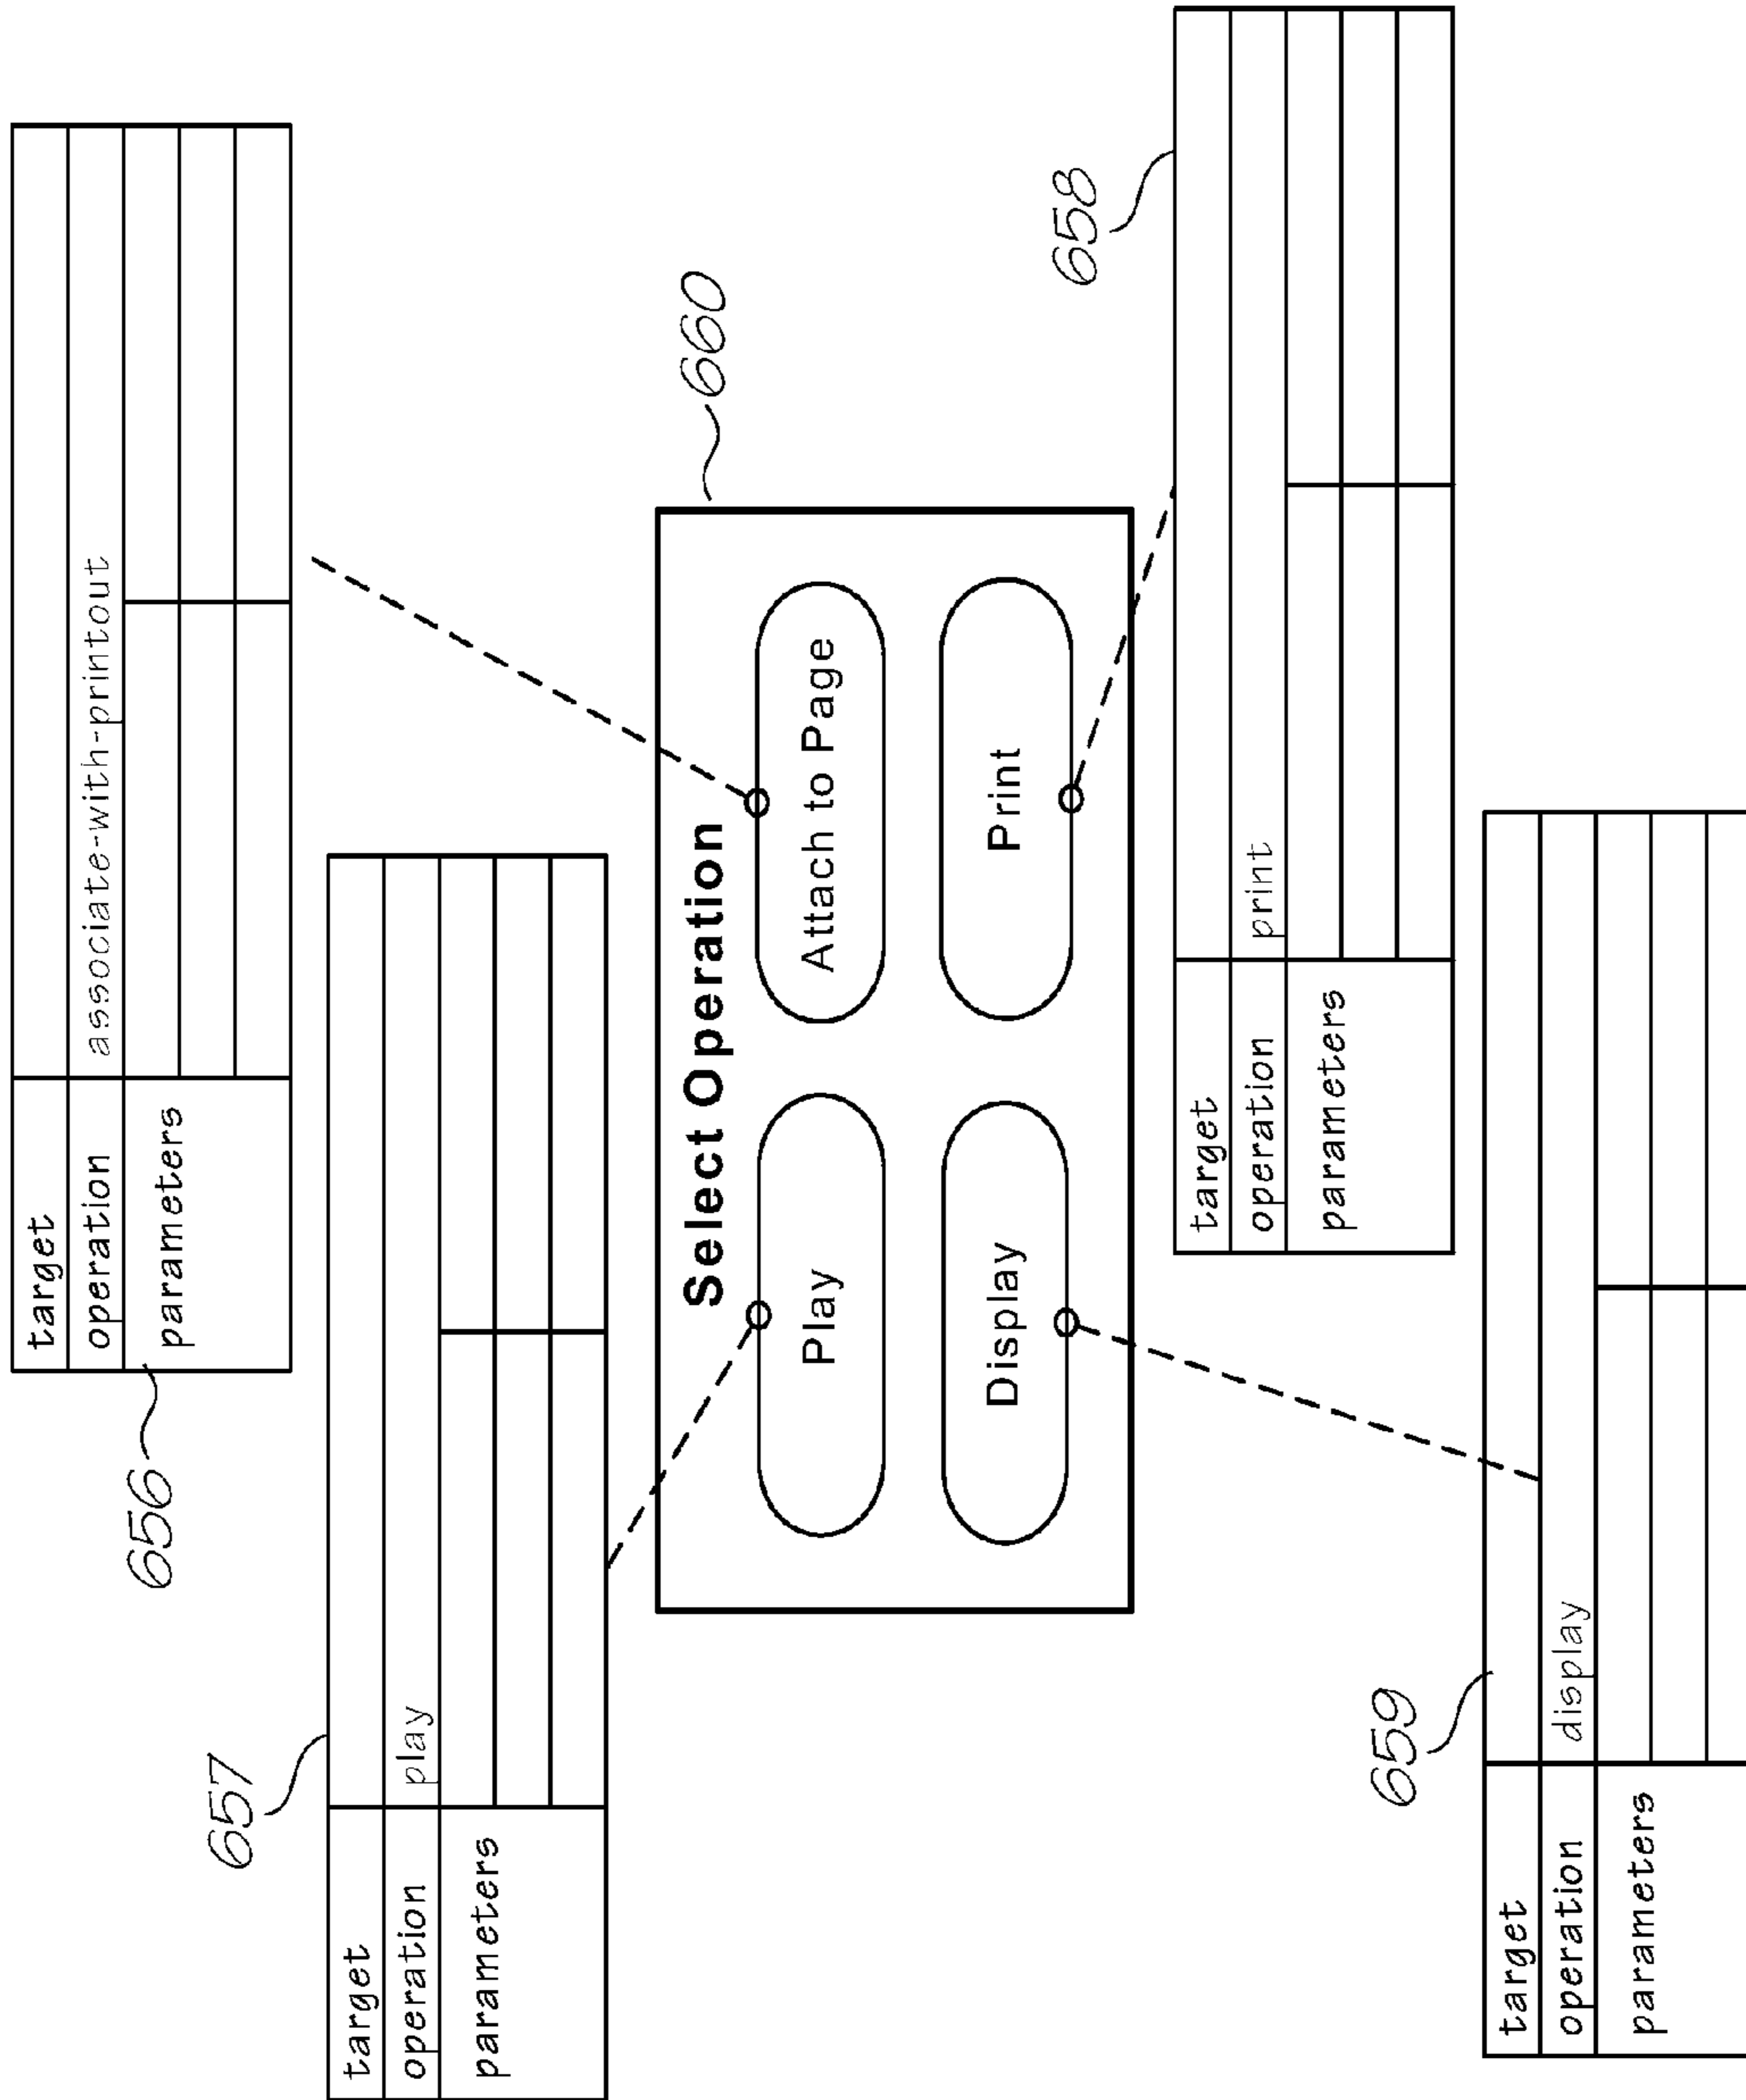 target
operation associate-with-printout
parameters
656
657
target
operation play
parameters
660
Select Operation
Play Attach to Page
Display Print
658
target
operation print
parameters
659
target
operation display
parameters